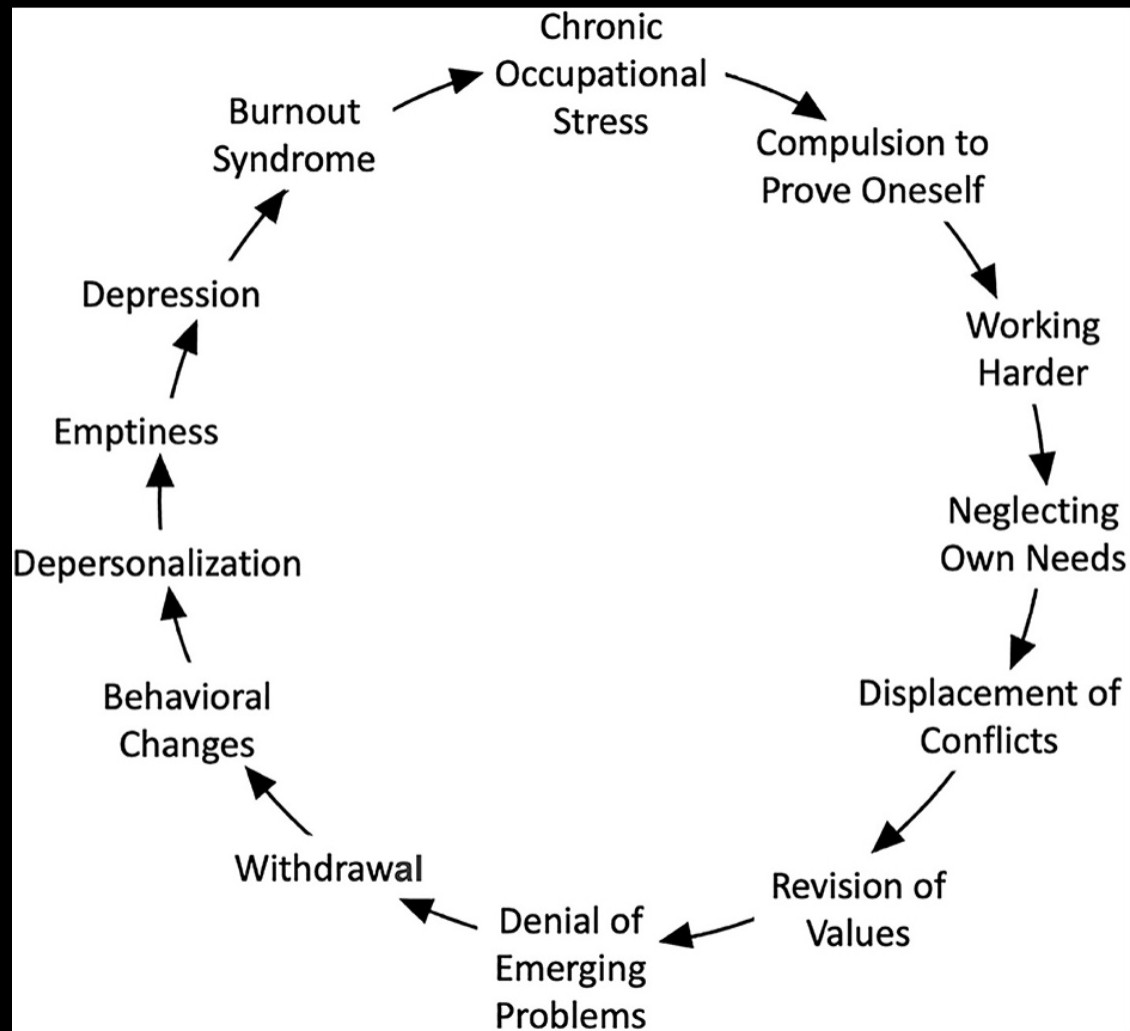 Chronic
Occupational
Stress
Compulsion to
Prove Oneself
Working
Harder
Neglecting
Own Needs
Displacement of
Conflicts
Revision of
Values
Denial of
Emerging
Problems
Withdrawal
Behavioral
Changes
Depersonalization
Emptiness
Depression
Burnout
Syndrome